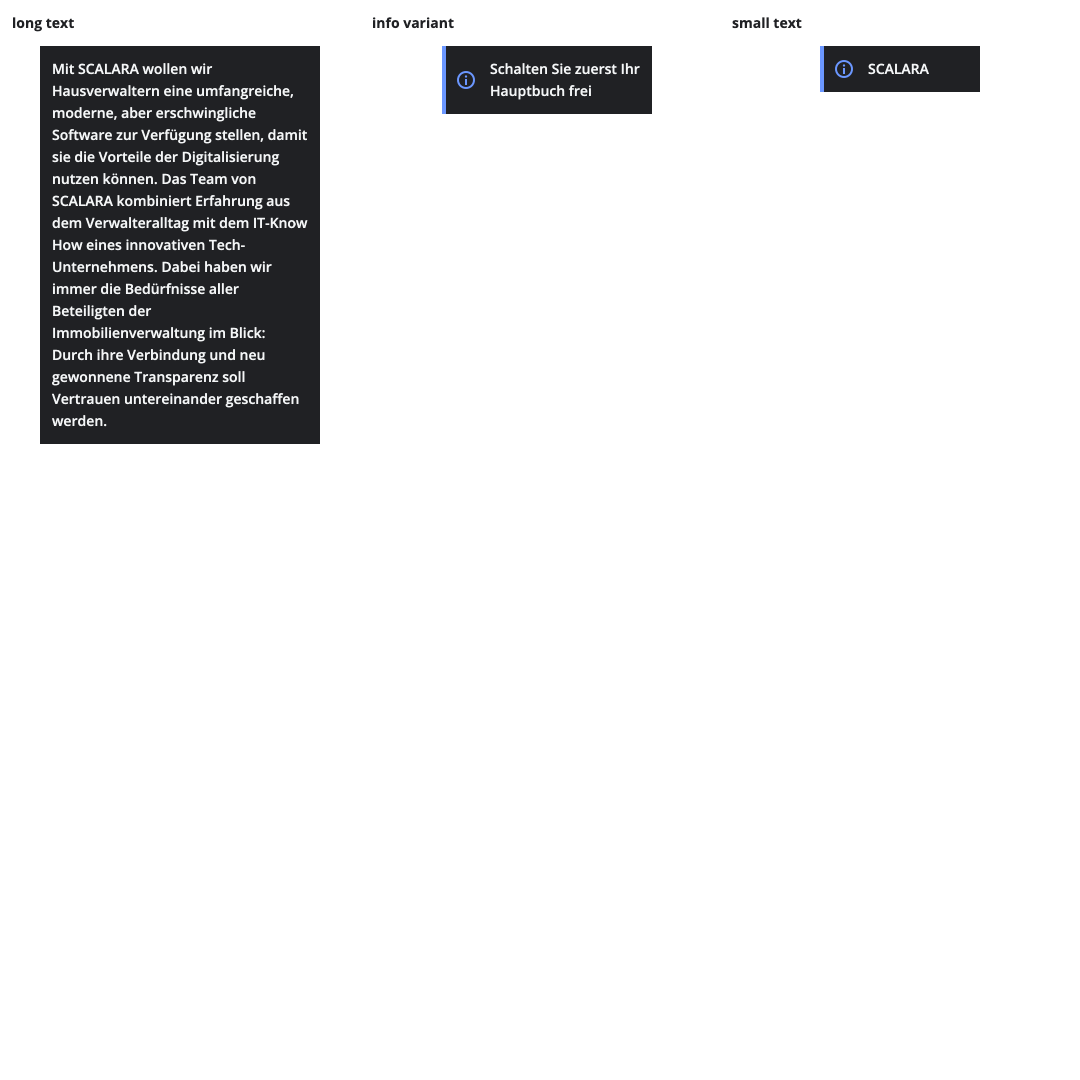 long text
Mit SCALARA wollen wir
Hausverwaltern eine umfangreiche,
moderne, aber erschwingliche
Software zur Verfügung stellen, damit
sie die Vorteile der Digitalisierung
nutzen können. Das Team von
SCALARA kombiniert Erfahrung aus
dem Verwalteralltag mit dem IT-Know
How eines innovativen Tech-
Unternehmens. Dabei haben wir
immer die Bedürfnisse aller
Beteiligten der
Immobilienverwaltung im Blick:
Durch ihre Verbindung und neu
gewonnene Transparenz soll
Vertrauen untereinander geschaffen
werden.
info variant
Schalten Sie zuerst Ihr
Hauptbuch frei
small text
SCALARA